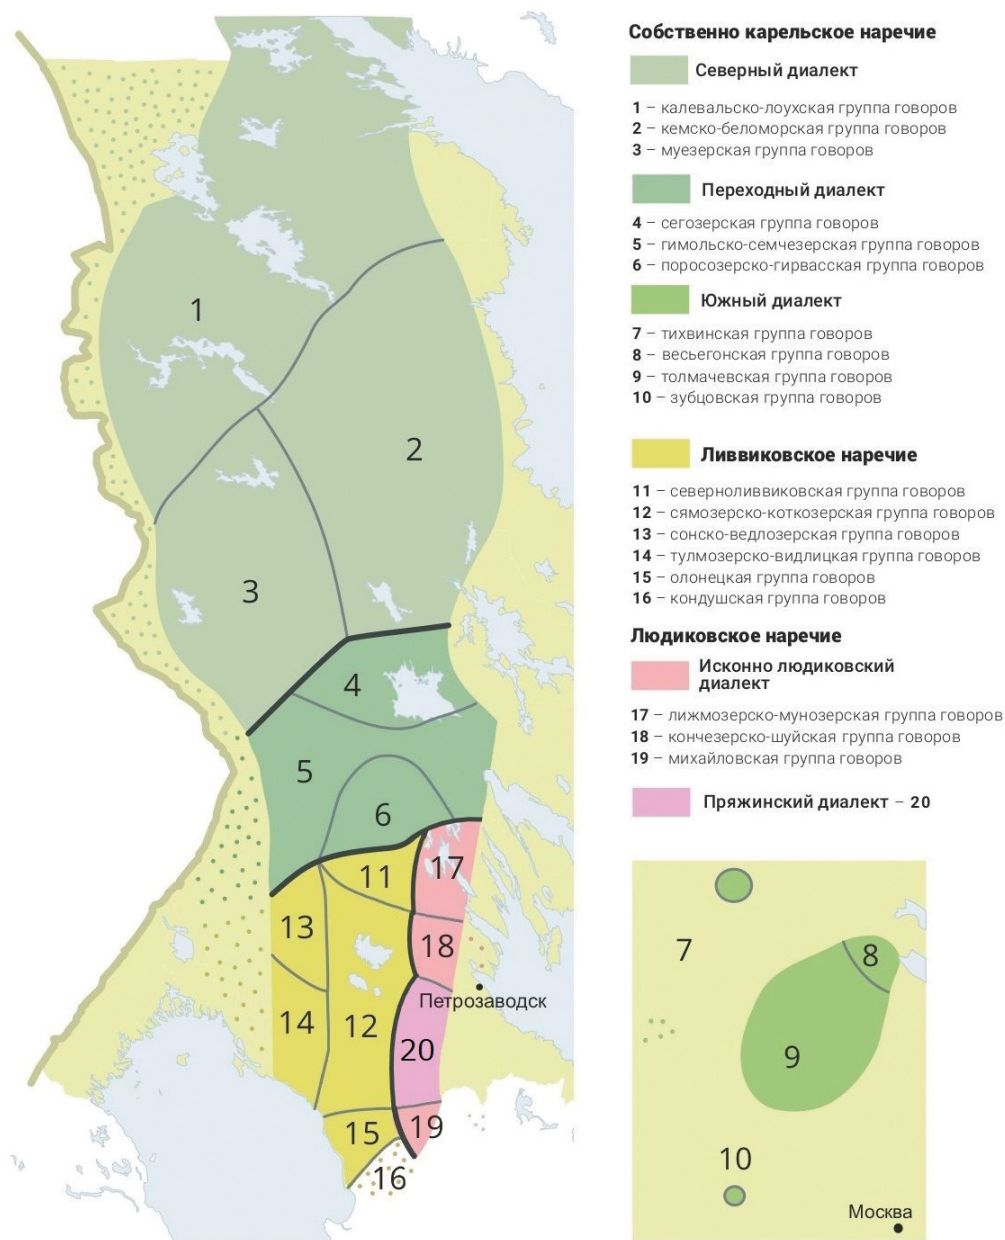 Собственно карельское наречие
Северный диалект
1 – калевальско-лоухская группа говоров
2 – кемско-беломорская группа говоров
3 – муезерская группа говоров
Переходный диалект
4 – сегозерская группа говоров
5 – гимольско-семчезерская группа говоров
6 – поросозерско-гирвасская группа говоров
Южный диалект
7 – тихвинская группа говоров
8 – весьегонская группа говоров
9 – толмачевская группа говоров
10 – зубцовская группа говоров
Ливвиковское наречие
11 – северноливвиковская группа говоров
12 – сямозерско-коткозерская группа говоров
13 – сонско-ведлозерская группа говоров
14 – тулмозерско-видлицкая группа говоров
15 – олонецкая группа говоров
16 – кондушская группа говоров
Людиковское наречие
Исконно людиковский
диалект
17 – лижмозерско-мунозерская группа говоров
18 – кончезерско-шуйская группа говоров
19 – михайловская группа говоров
Пряжинский диалект – 20
1
2
3
4
5
6
17
11
13
18
Петрозаводск
14
12
20
19
15
16
7
8
9
10
Москва